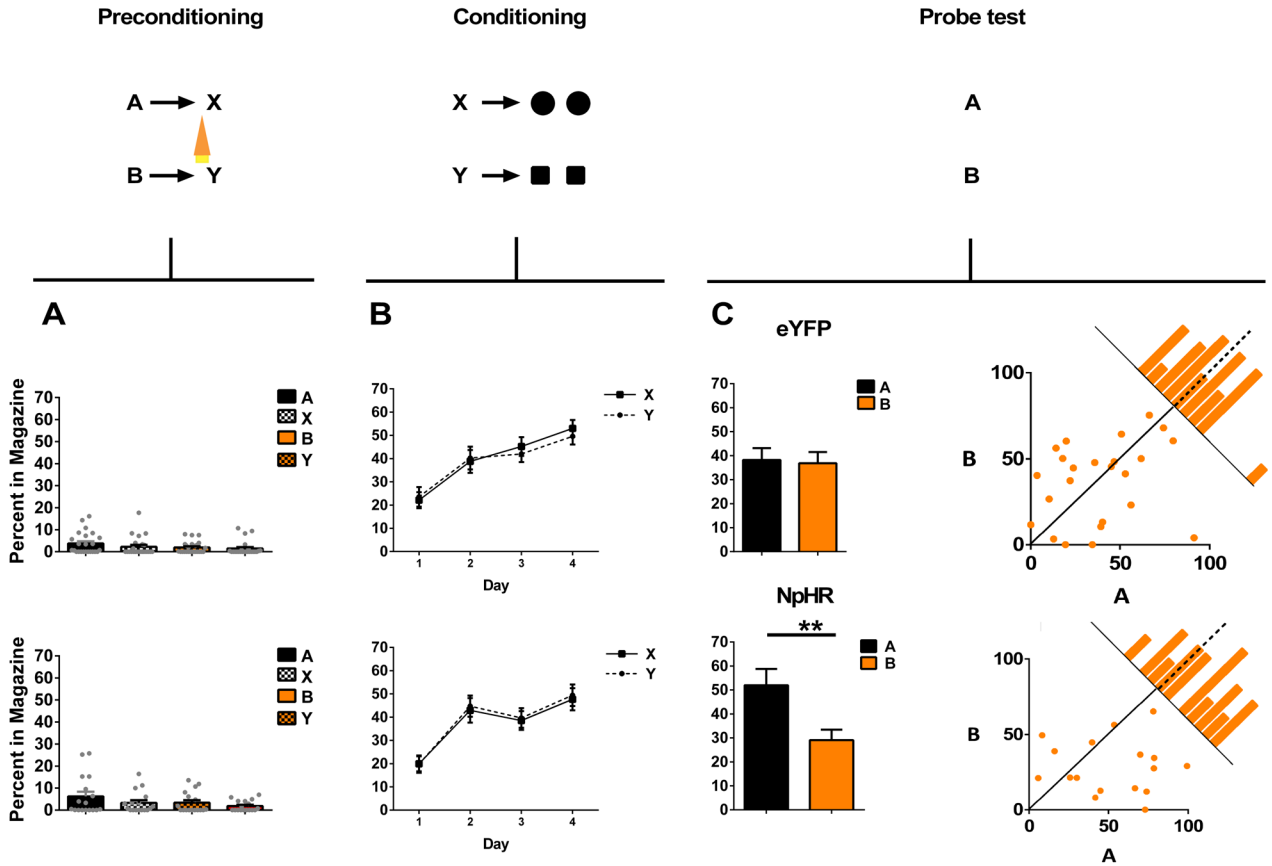 Preconditioning Conditioning Probe test
A X X A
B Y Y B
A B C
eYFP
Percent in Magazine
70
60
50
40
30
20
10
0
A
X
B
Y
70
60
50
40
30
20
10
0
1 2 3 4
Day
X
Y
70
60
50
40
30
20
10
0
A
B
100
50
0
B
0 50 100
A
NpHR
Percent in Magazine
70
60
50
40
30
20
10
0
A
X
B
Y
70
60
50
40
30
20
10
0
1 2 3 4
Day
X
Y
**
70
60
50
40
30
20
10
0
A
B
100
50
0
B
0 50 100
A